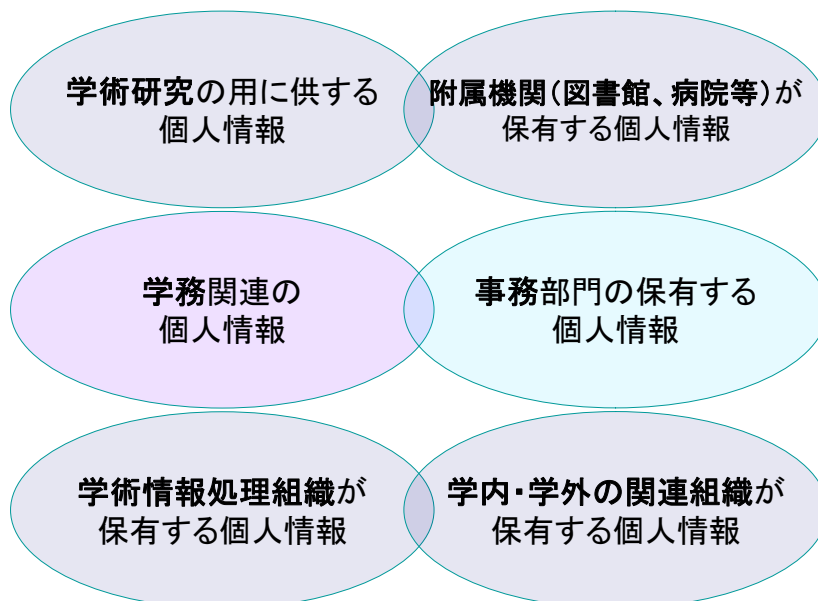 学術研究の用に供する
個人情報
附属機関(図書館、病院等)が
保有する個人情報
学務関連の
個人情報
事務部門の保有する
個人情報
学術情報処理組織が
保有する個人情報
学内・学外の関連組織が
保有する個人情報